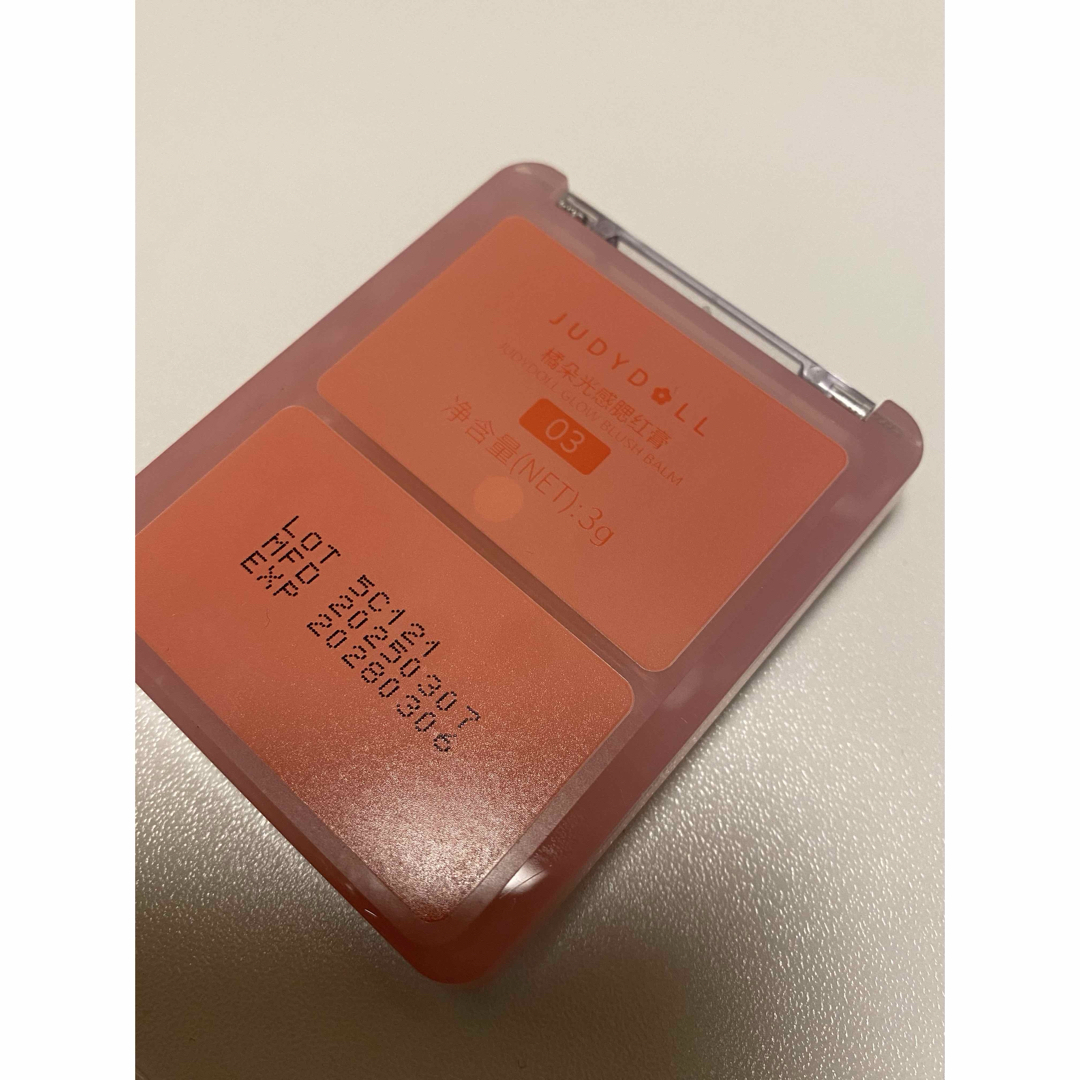 JUDYDOLL
橘朵光感腮红膏
JUDYDOLL GLOW BLUSH BALM
03
净含量(NET):3g
LOT 5C121
MFD 20250307
EXP 20280306